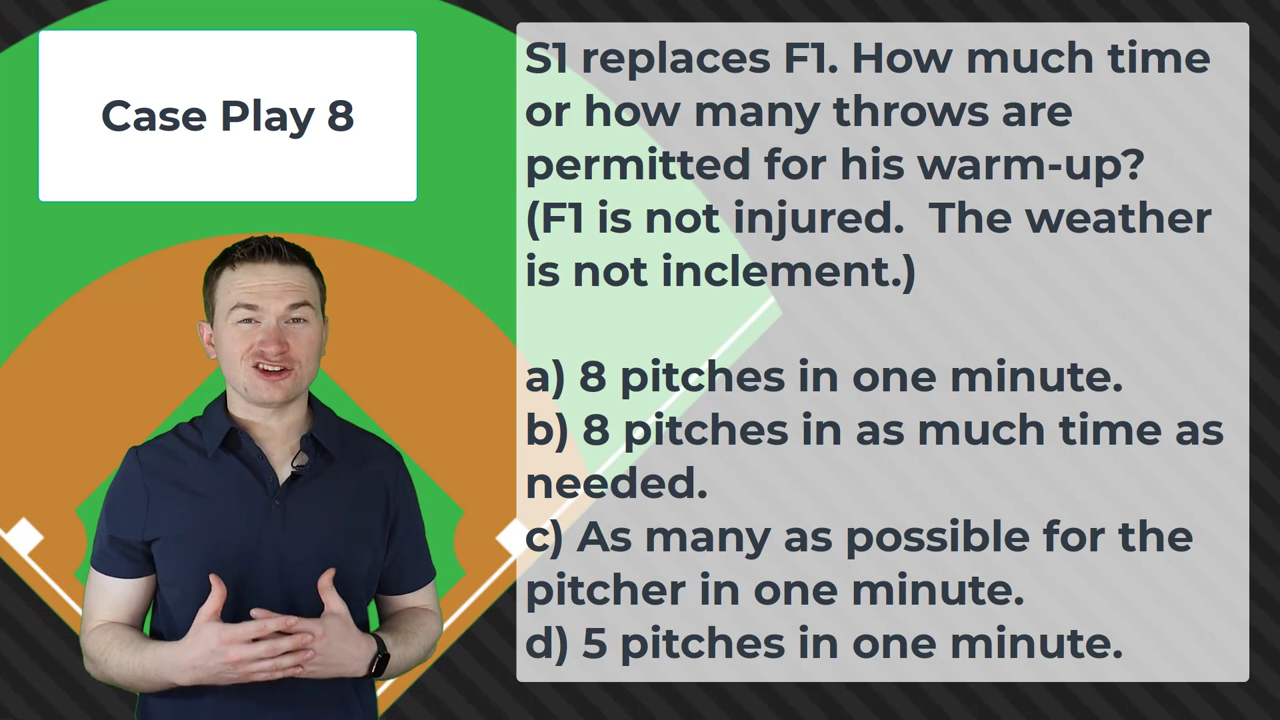 Case Play 8
S1 replaces F1. How much time
or how many throws are
permitted for his warm-up?
(F1 is not injured.  The weather
is not inclement.)
a) 8 pitches in one minute.
b) 8 pitches in as much time as
needed.
c) As many as possible for the
pitcher in one minute.
d) 5 pitches in one minute.